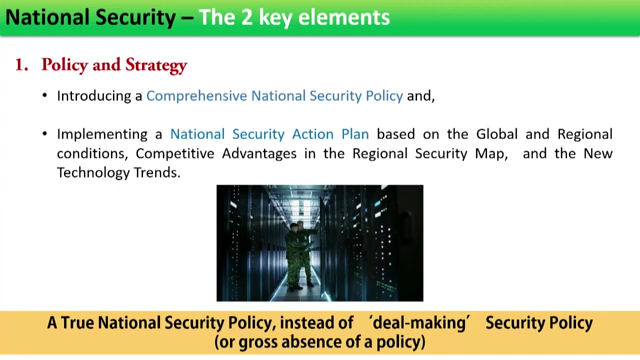 National Security – The 2 key elements
1. Policy and Strategy
• Introducing a Comprehensive National Security Policy and,
• Implementing a National Security Action Plan based on the Global and Regional
conditions, Competitive Advantages in the Regional Security Map, and the New
Technology Trends.
A True National Security Policy, instead of ‘deal-making’ Security Policy
(or gross absence of a policy)